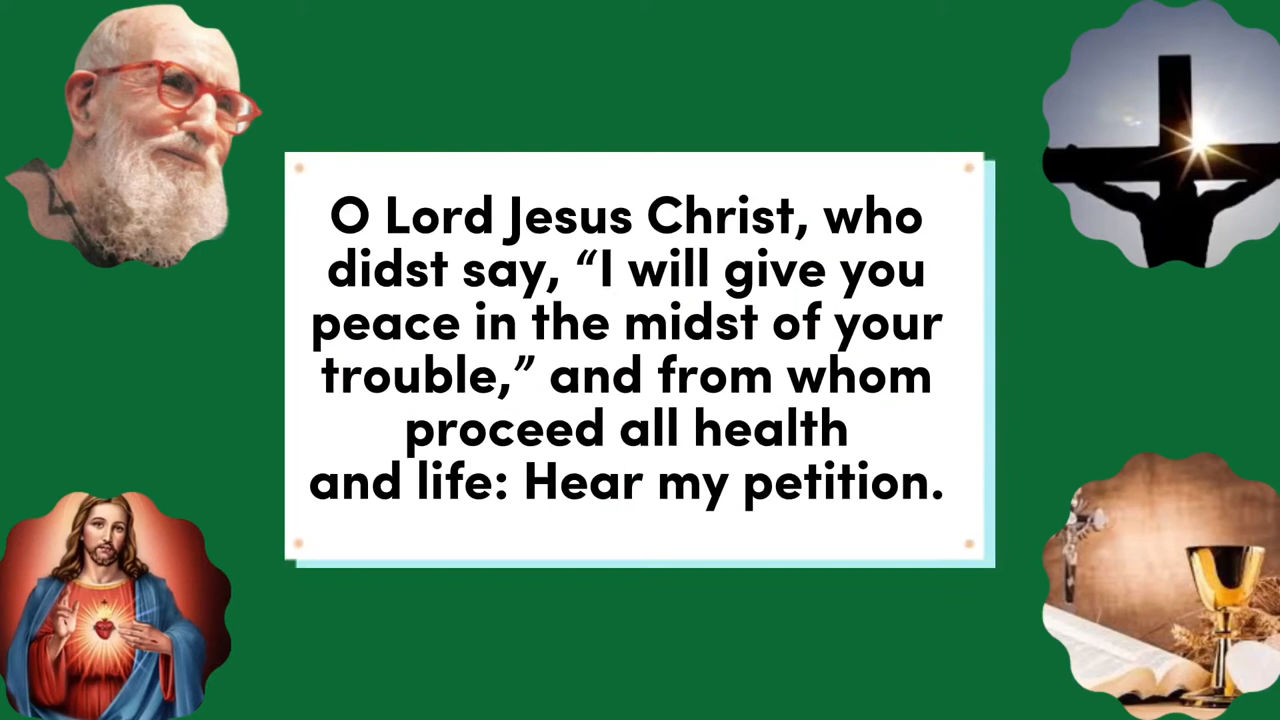 O Lord Jesus Christ, who
didst say, “I will give you
peace in the midst of your
trouble,” and from whom
proceed all health
and life: Hear my petition.